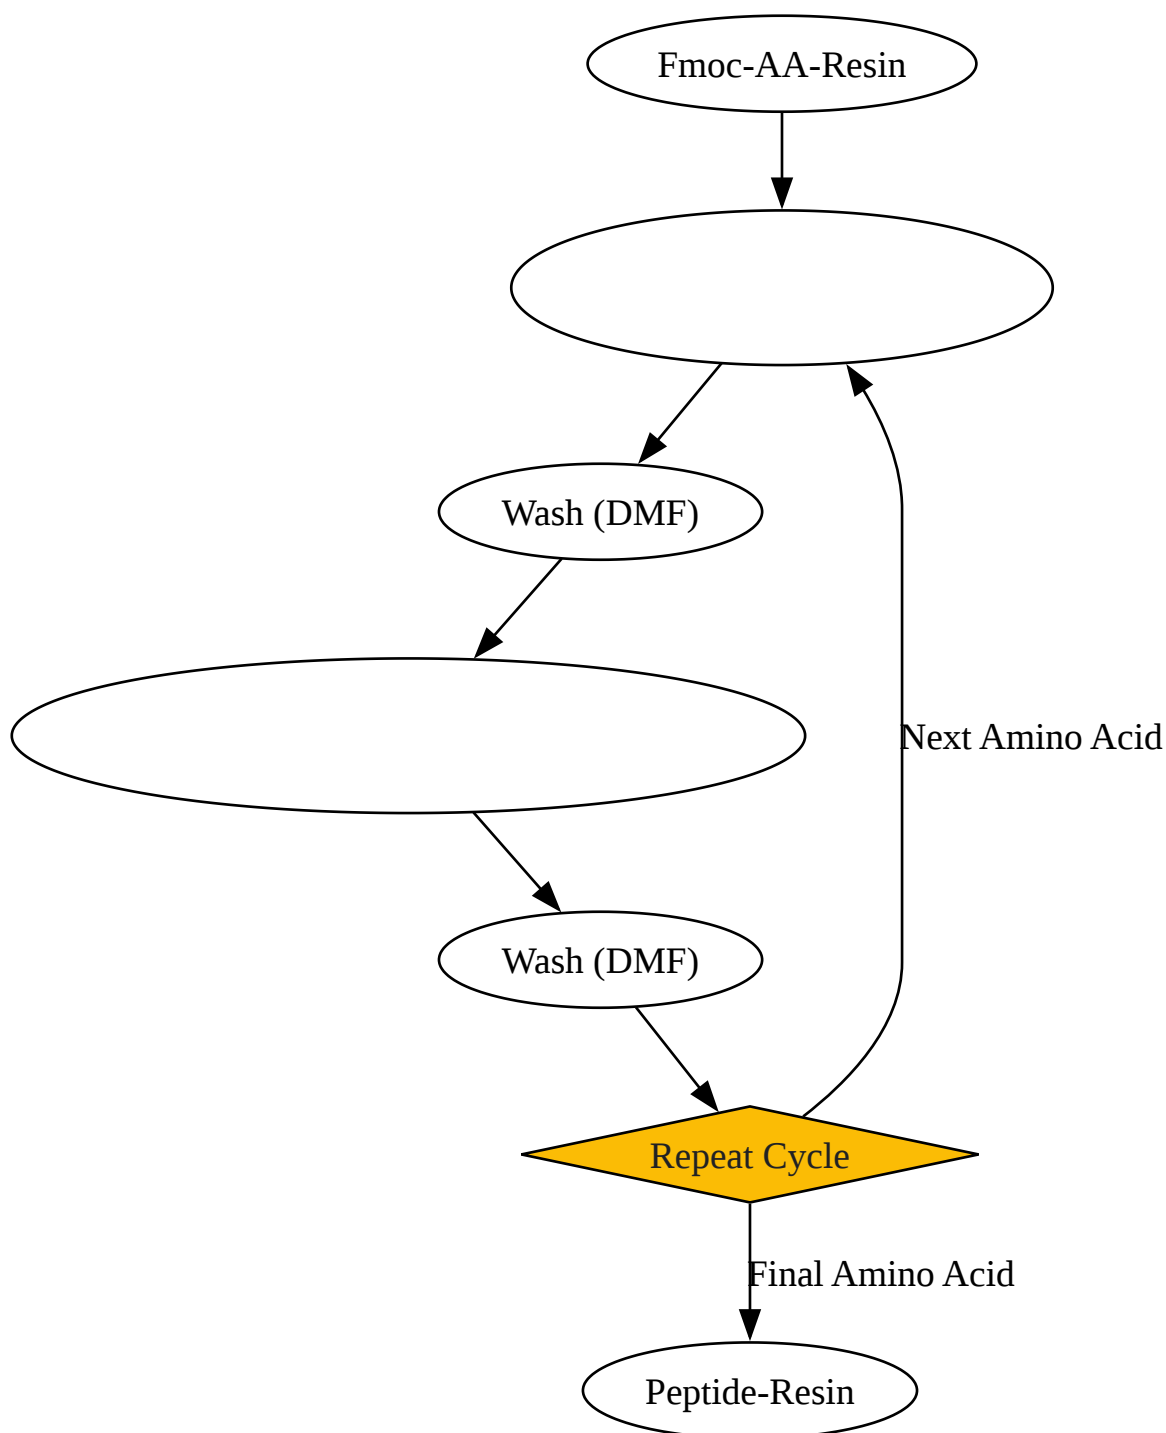 Fmoc-AA-Resin
Wash (DMF)
Next Amino Acid
Wash (DMF)
Repeat Cycle
Final Amino Acid
Peptide-Resin